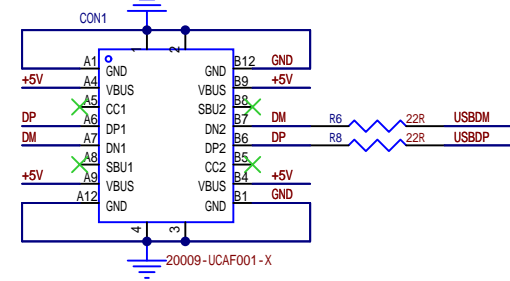 CON1
1 2
A1 GND GND B12 GND
+5V A4 VBUS VBUS B9 +5V
A5 CC1 SBU2 B8
DP A6 DP1 DN2 B7 DM R6 22R USBDM
DM A7 DN1 DP2 B6 DP R8 22R USBDP
A8 SBU1 CC2 B5
+5V A9 VBUS VBUS B4 +5V
A12 GND GND B1 GND
4 3
20009-UCAF001-X